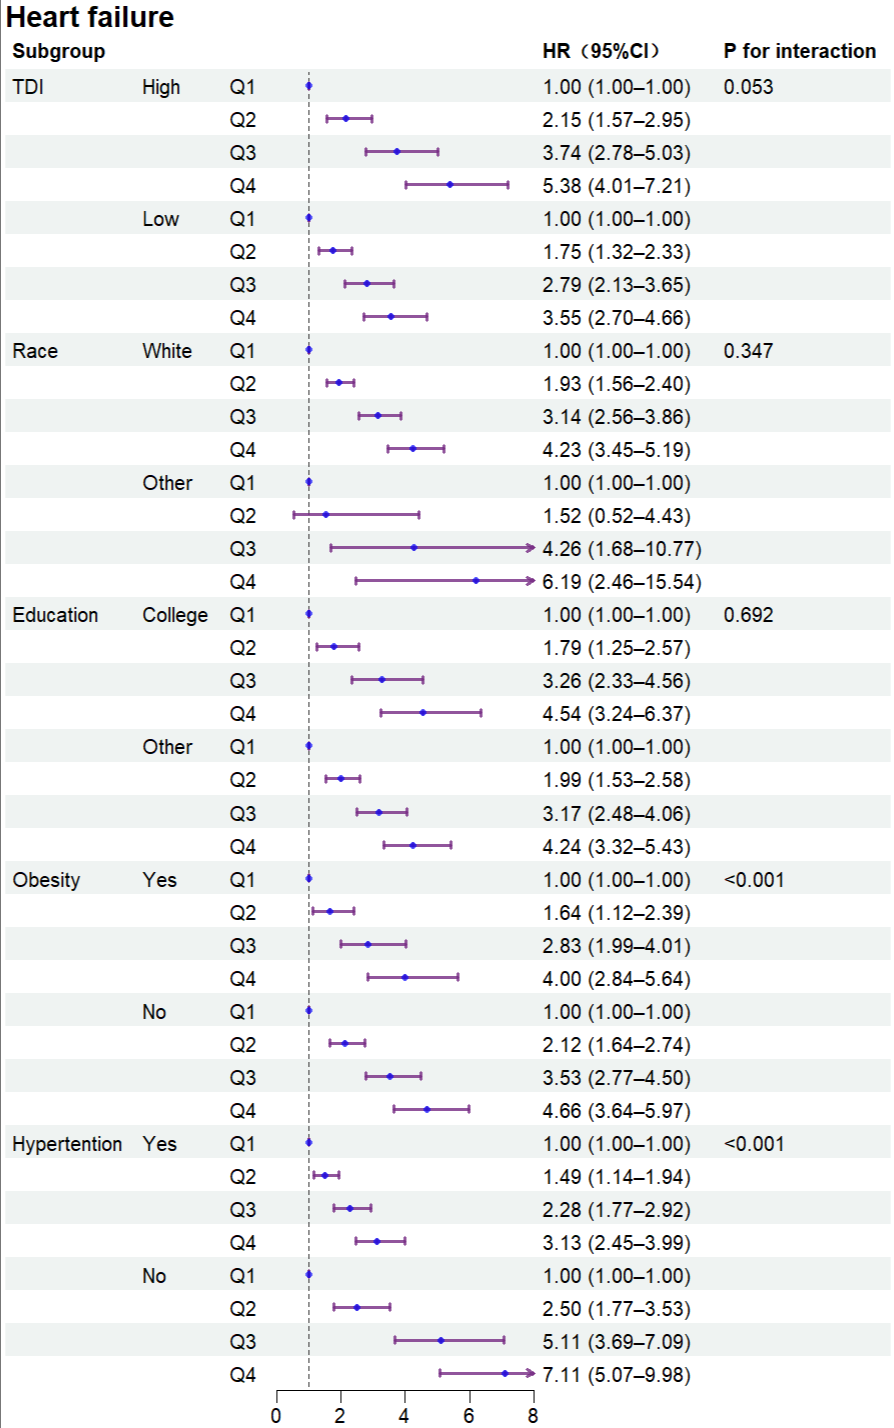 Heart failure
Subgroup HR（95%CI） P for interaction
TDI High Q1 1.00 (1.00–1.00) 0.053
Q2 2.15 (1.57–2.95)
Q3 3.74 (2.78–5.03)
Q4 5.38 (4.01–7.21)
Low Q1 1.00 (1.00–1.00)
Q2 1.75 (1.32–2.33)
Q3 2.79 (2.13–3.65)
Q4 3.55 (2.70–4.66)
Race White Q1 1.00 (1.00–1.00) 0.347
Q2 1.93 (1.56–2.40)
Q3 3.14 (2.56–3.86)
Q4 4.23 (3.45–5.19)
Other Q1 1.00 (1.00–1.00)
Q2 1.52 (0.52–4.43)
Q3 4.26 (1.68–10.77)
Q4 6.19 (2.46–15.54)
Education College Q1 1.00 (1.00–1.00) 0.692
Q2 1.79 (1.25–2.57)
Q3 3.26 (2.33–4.56)
Q4 4.54 (3.24–6.37)
Other Q1 1.00 (1.00–1.00)
Q2 1.99 (1.53–2.58)
Q3 3.17 (2.48–4.06)
Q4 4.24 (3.32–5.43)
Obesity Yes Q1 1.00 (1.00–1.00) <0.001
Q2 1.64 (1.12–2.39)
Q3 2.83 (1.99–4.01)
Q4 4.00 (2.84–5.64)
No Q1 1.00 (1.00–1.00)
Q2 2.12 (1.64–2.74)
Q3 3.53 (2.77–4.50)
Q4 4.66 (3.64–5.97)
Hypertention Yes Q1 1.00 (1.00–1.00) <0.001
Q2 1.49 (1.14–1.94)
Q3 2.28 (1.77–2.92)
Q4 3.13 (2.45–3.99)
No Q1 1.00 (1.00–1.00)
Q2 2.50 (1.77–3.53)
Q3 5.11 (3.69–7.09)
Q4 7.11 (5.07–9.98)
0 2 4 6 8